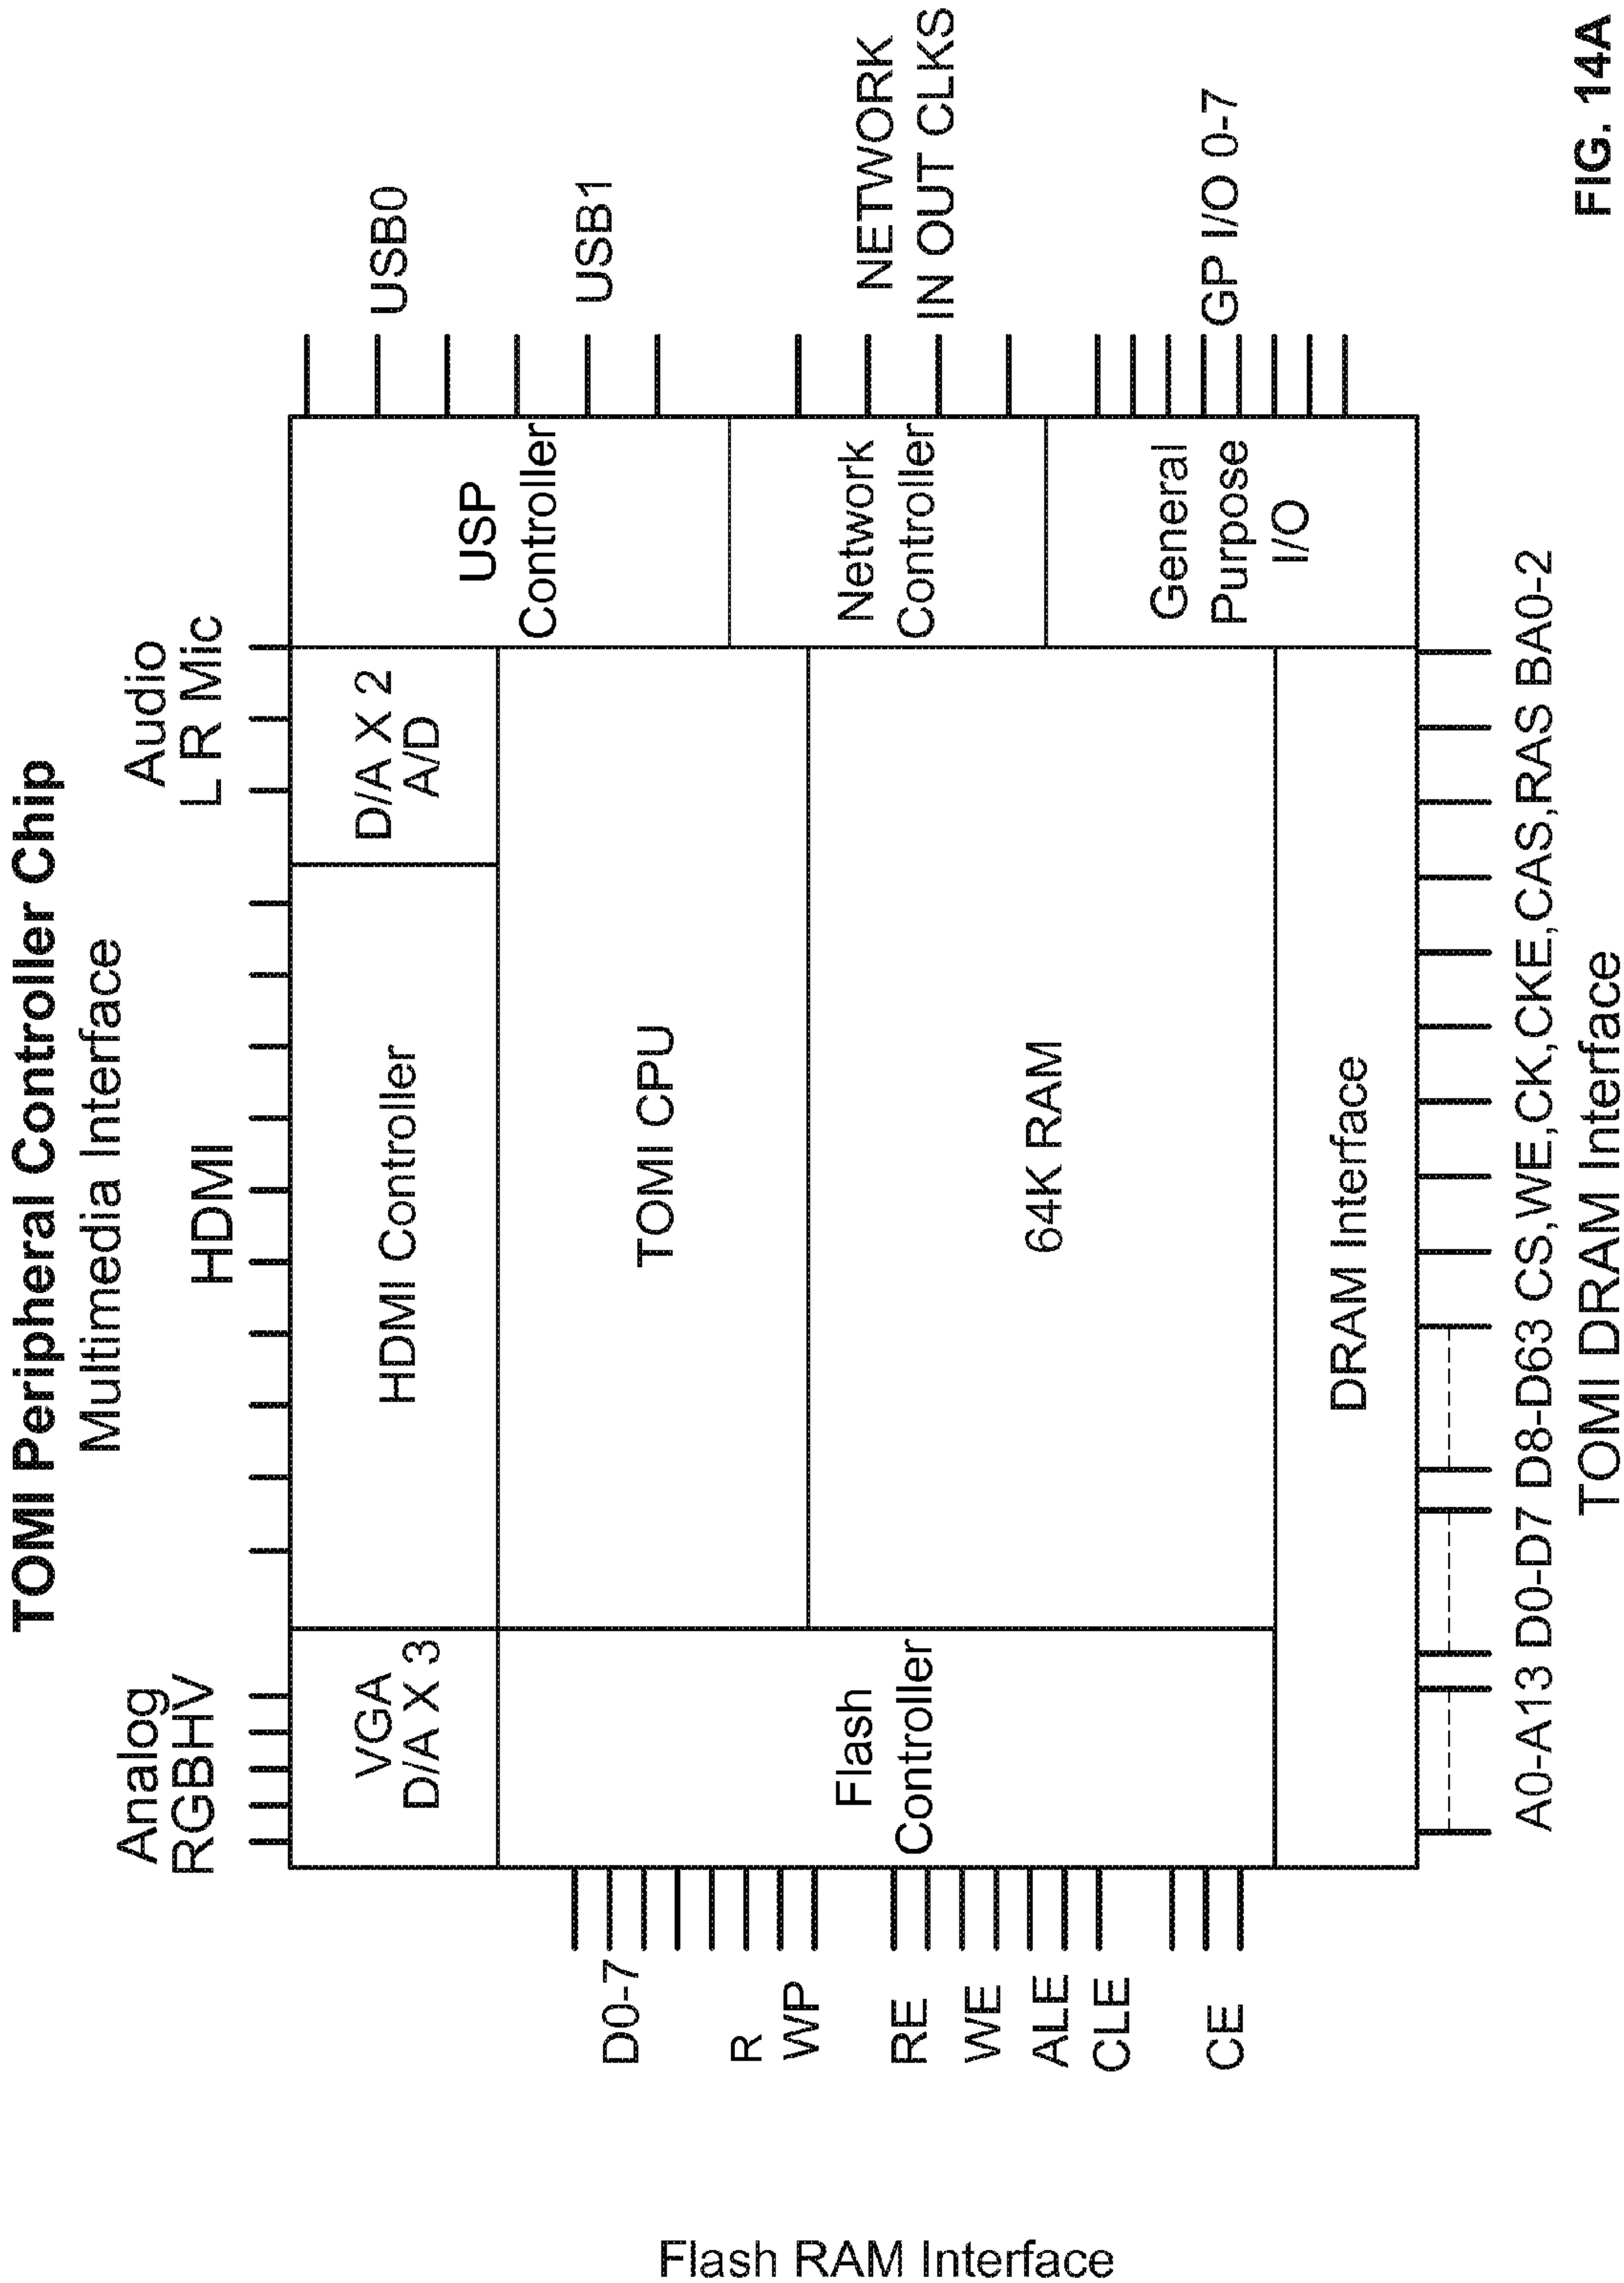 TOMI Peripheral Controller Chip
Multimedia Interface
Analog
RGBHV
HDMI
Audio
L R Mic
VGA
D/A X 3
HDMI Controller
D/A X 2
A/D
USP
Controller
USB0
USB1
TOMI CPU
Flash
Controller
Network
Controller
NETWORK
IN OUT CLKS
64K RAM
General
Purpose
I/O
GP I/O 0-7
DRAM Interface
D0-7
R
WP
RE
WE
ALE
CLE
CE
Flash RAM Interface
A0-A13 D0-D7 D8-D63 CS,WE,CK,CKE,CAS,RAS BA0-2
TOMI DRAM Interface
FIG. 14A